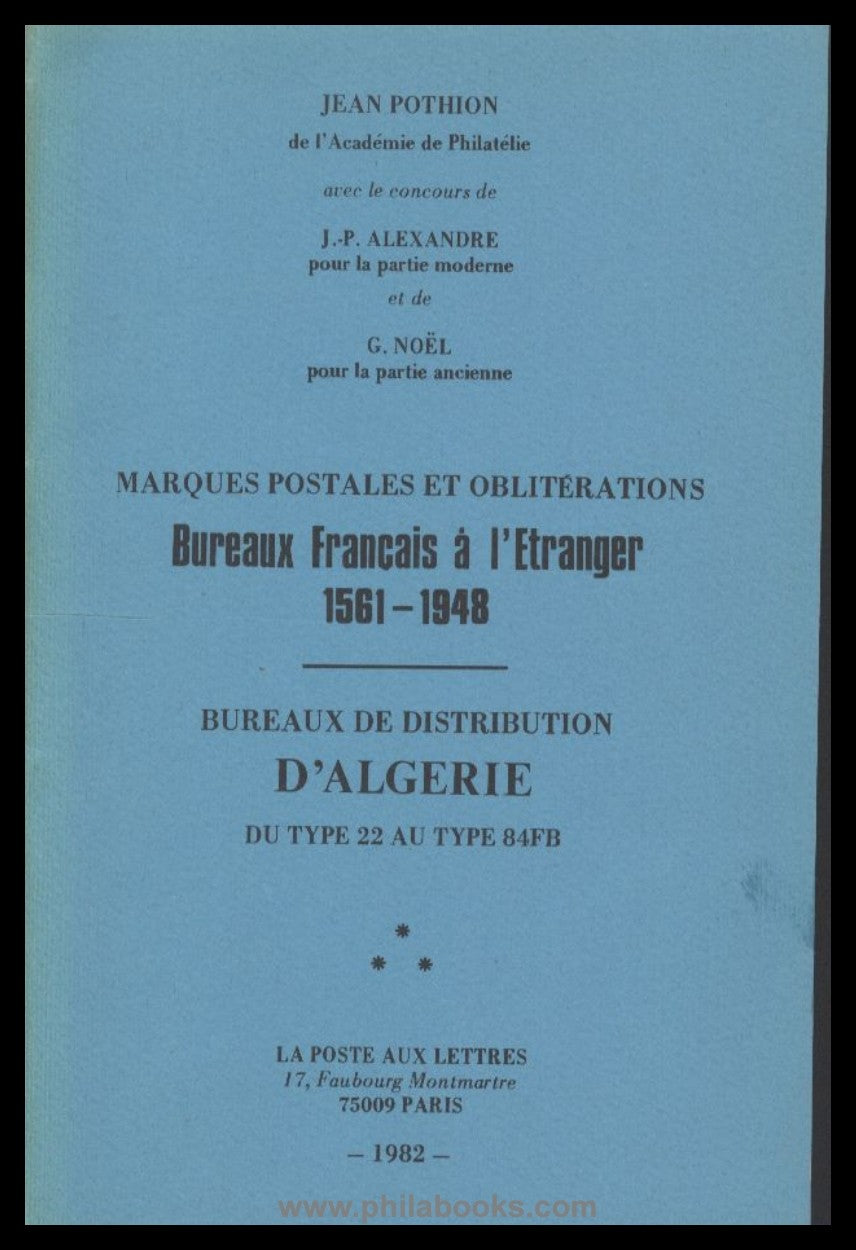 JEAN POTHION
de l'Académie de Philatélie
avec le concours de
J.-P. ALEXANDRE
pour la partie moderne
et de
G. NOËL
pour la partie ancienne
MARQUES POSTALES ET OBLITÉRATIONS
Bureaux Français à l'Etranger
1561 – 1948
BUREAUX DE DISTRIBUTION
D'ALGERIE
DU TYPE 22 AU TYPE 84FB
*
* *
LA POSTE AUX LETTRES
17, Faubourg Montmartre
75009 PARIS
– 1982 –
www.philabooks.com